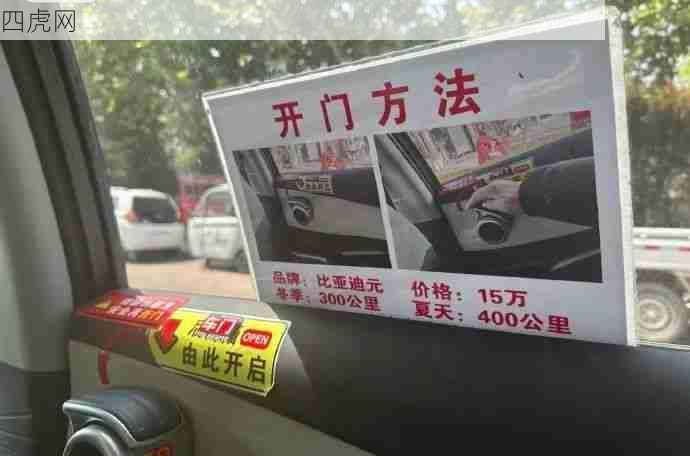 四虎网
开门方法
品牌：比亚迪元 价格：15万
冬季：300公里 夏天：400公里
车门
OPEN
由此开启